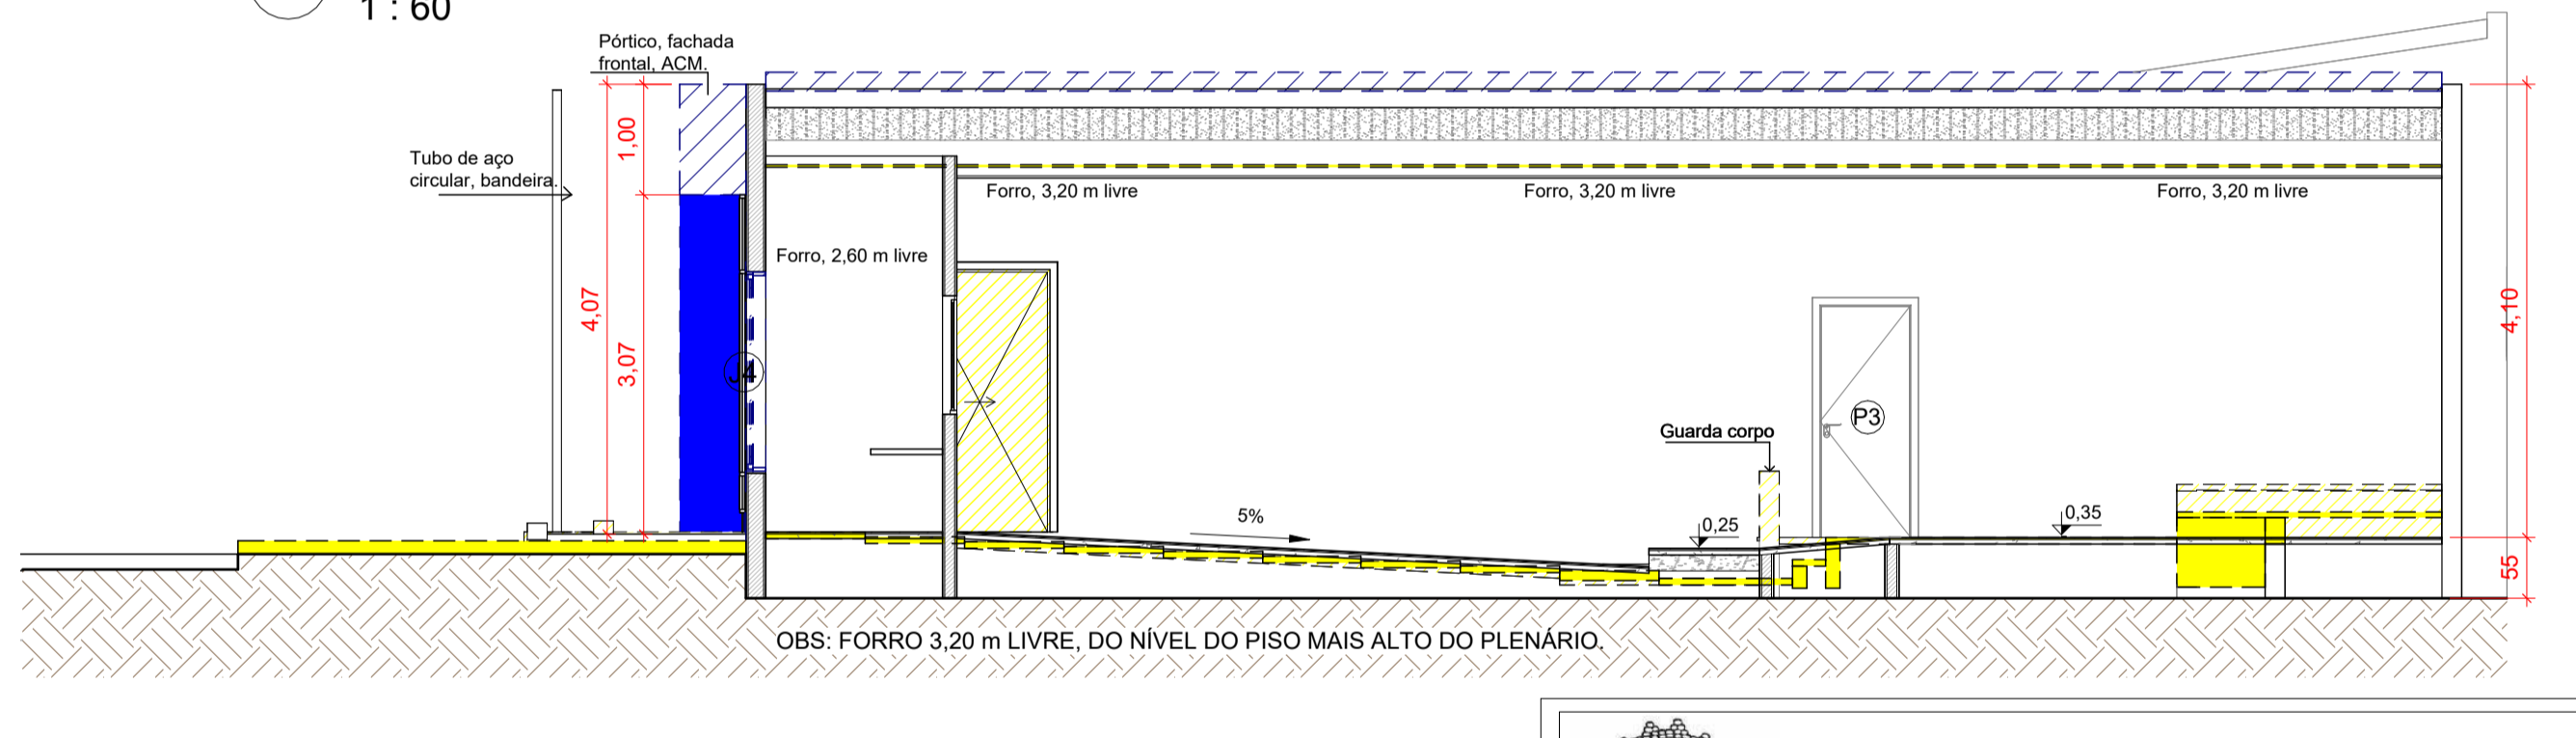 1 : 60
Pórtico, fachada
frontal, ACM.
1,00
Tubo de aço
circular, bandeira.
Forro, 3,20 m livre
Forro, 3,20 m livre
Forro, 3,20 m livre
Forro, 2,60 m livre
4,07
3,07
4,10
J4
P3
Guarda corpo
5%
0,25
0,35
55
OBS: FORRO 3,20 m LIVRE, DO NÍVEL DO PISO MAIS ALTO DO PLENÁRIO.